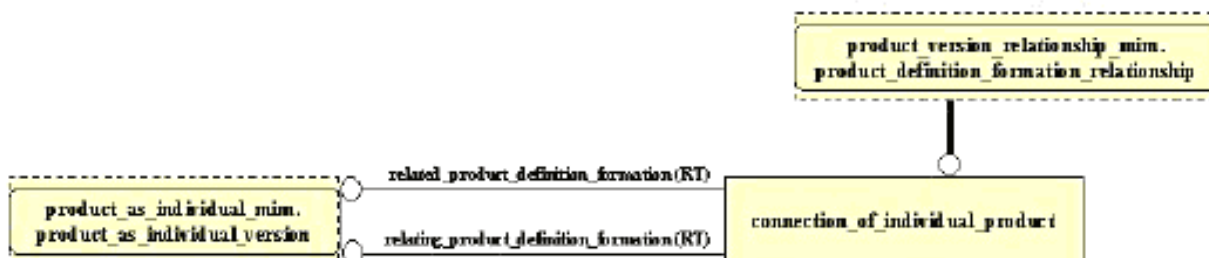 product_version_relationship_mim.
product_definition_formation_relationship
related_product_definition_formation(RT)
product_as_individual_mim.
product_as_individual_version
connection_of_individual_product
relating_product_definition_formation(RT)